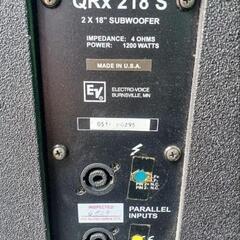 QRx 218 S
2 X 18" SUBWOOFER
IMPEDANCE: 4 OHMS
POWER: 1200 WATTS
MADE IN U.S.A.
EV
ELECTRO-VOICE
BURNSVILLE, MN
INSPECTED
PARALLEL
INPUTS